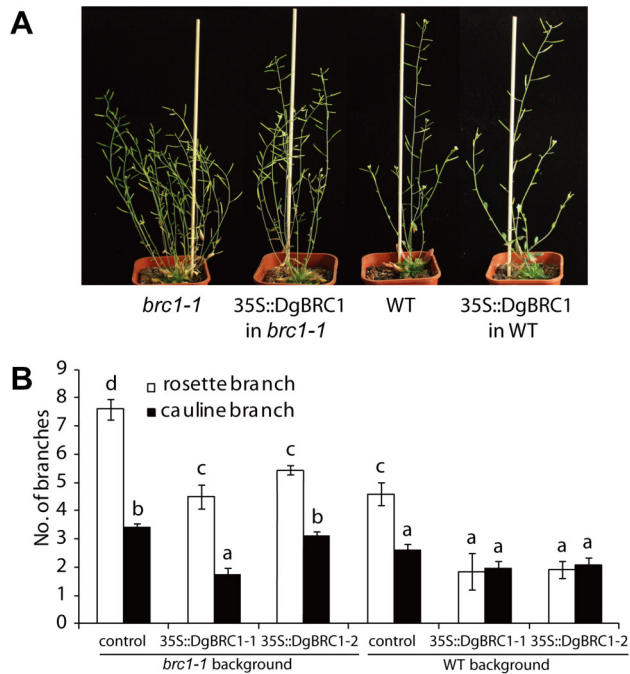 A
brc1-1
35S::DgBRC1
in brc1-1
WT
35S::DgBRC1
in WT
B
9
8
7
6
5
4
3
2
1
0
No. of branches
rosette branch
cauline branch
d
b
c
a
c
b
c
a
a
a
a
a
control
35S::DgBRC1-1
35S::DgBRC1-2
control
35S::DgBRC1-1
35S::DgBRC1-2
brc1-1 background
WT background